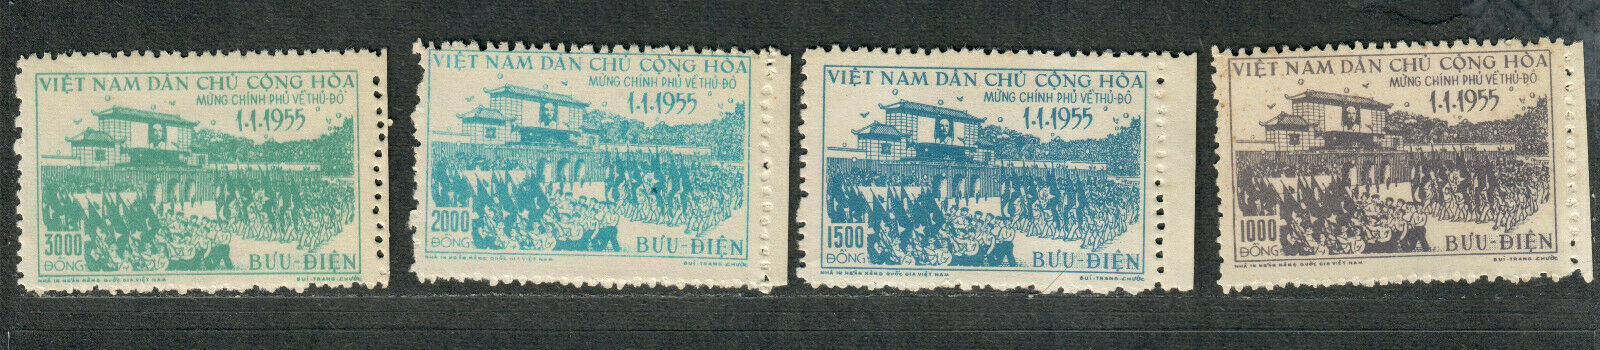 VIỆT NAM DÂN CHỦ CỘNG HÒA
MỪNG CHÍNH PHỦ VỀ THỦ-ĐÔ
1.1.1955
3000
ĐỒNG
BƯU-ĐIỆN
NHÀ IN NGÂN HÀNG QUỐC GIA VIỆT NAM
BÙI-TRANG-CHƯỚC
VIỆT NAM DÂN CHỦ CỘNG HÒA
MỪNG CHÍNH PHỦ VỀ THỦ-ĐÔ
1.1.1955
2000
ĐỒNG
BƯU-ĐIỆN
NHÀ IN NGÂN HÀNG QUỐC GIA VIỆT NAM
BÙI-TRANG-CHƯỚC
VIỆT NAM DÂN CHỦ CỘNG HÒA
MỪNG CHÍNH PHỦ VỀ THỦ-ĐÔ
1.1.1955
1500
ĐỒNG
BƯU-ĐIỆN
NHÀ IN NGÂN HÀNG QUỐC GIA VIỆT NAM
BÙI-TRANG-CHƯỚC
VIỆT NAM DÂN CHỦ CỘNG HÒA
MỪNG CHÍNH PHỦ VỀ THỦ-ĐÔ
1.1.1955
1000
ĐỒNG
BƯU-ĐIỆN
NHÀ IN NGÂN HÀNG QUỐC GIA VIỆT NAM
BÙI-TRANG-CHƯỚC